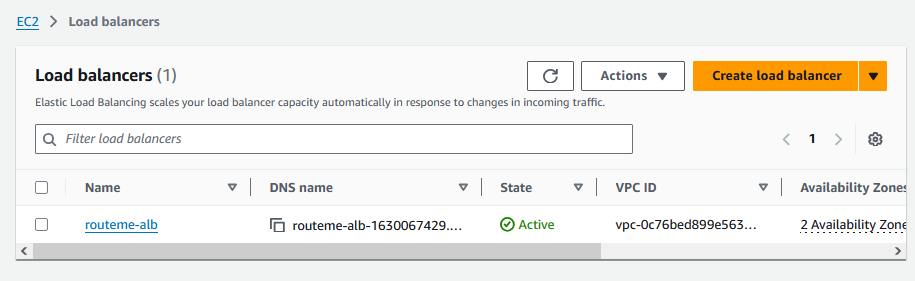 EC2 > Load balancers
Load balancers (1)
Actions
Create load balancer
Elastic Load Balancing scales your load balancer capacity automatically in response to changes in incoming traffic.
Filter load balancers
1
Name DNS name State VPC ID Availability Zones
routeme-alb routeme-alb-1630067429.... Active vpc-0c76bed899e563... 2 Availability Zone